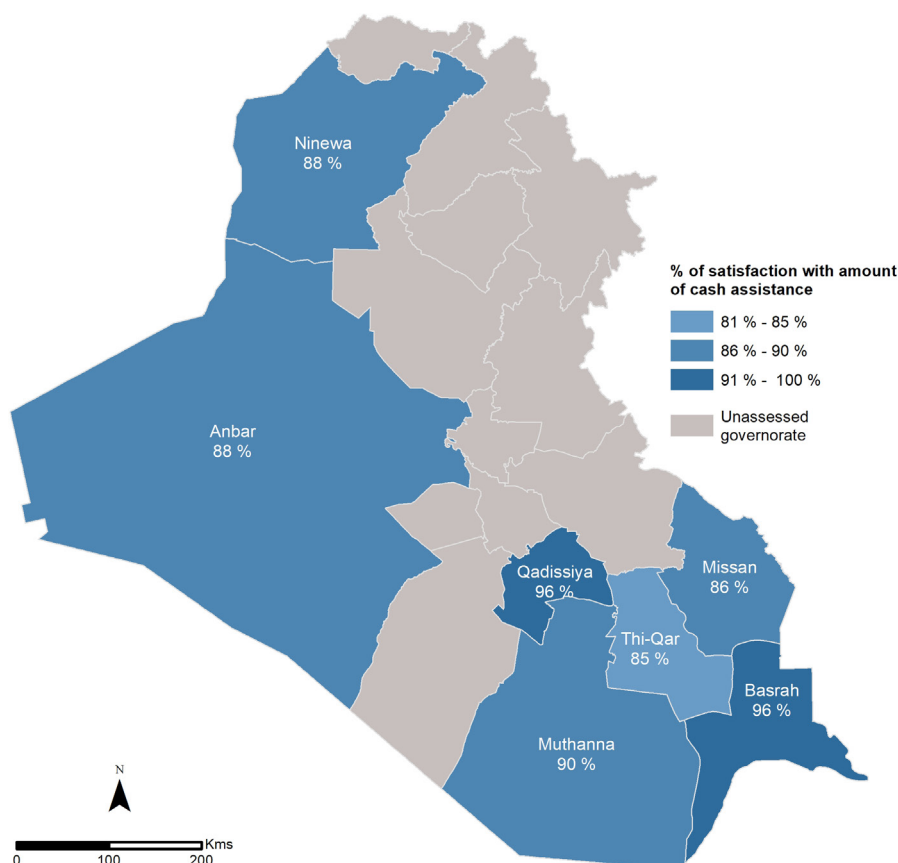 Ninewa
88 %
% of satisfaction with amount
of cash assistance
81 % - 85 %
86 % - 90 %
91 % - 100 %
Unassessed
governorate
Anbar
88 %
Qadissiya
96 %
Missan
86 %
Thi-Qar
85 %
Basrah
96 %
Muthanna
90 %
N
Kms
0 100 200